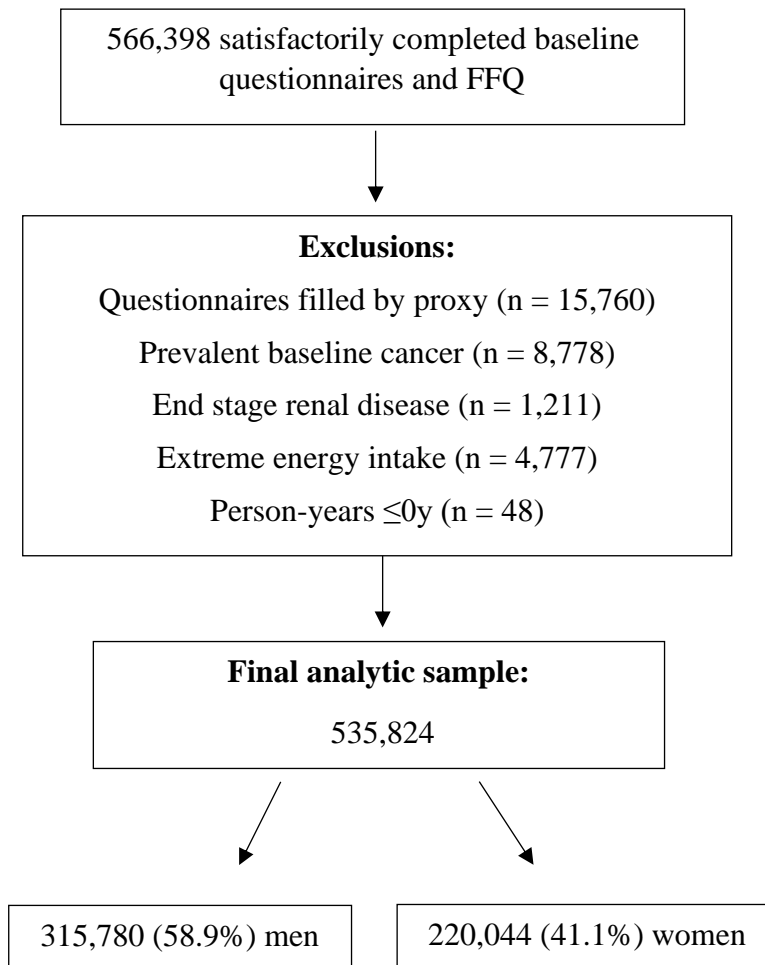 566,398 satisfactorily completed baseline
questionnaires and FFQ
Exclusions:
Questionnaires filled by proxy (n = 15,760)
Prevalent baseline cancer (n = 8,778)
End stage renal disease (n = 1,211)
Extreme energy intake (n = 4,777)
Person-years ≤0y (n = 48)
Final analytic sample:
535,824
315,780 (58.9%) men
220,044 (41.1%) women